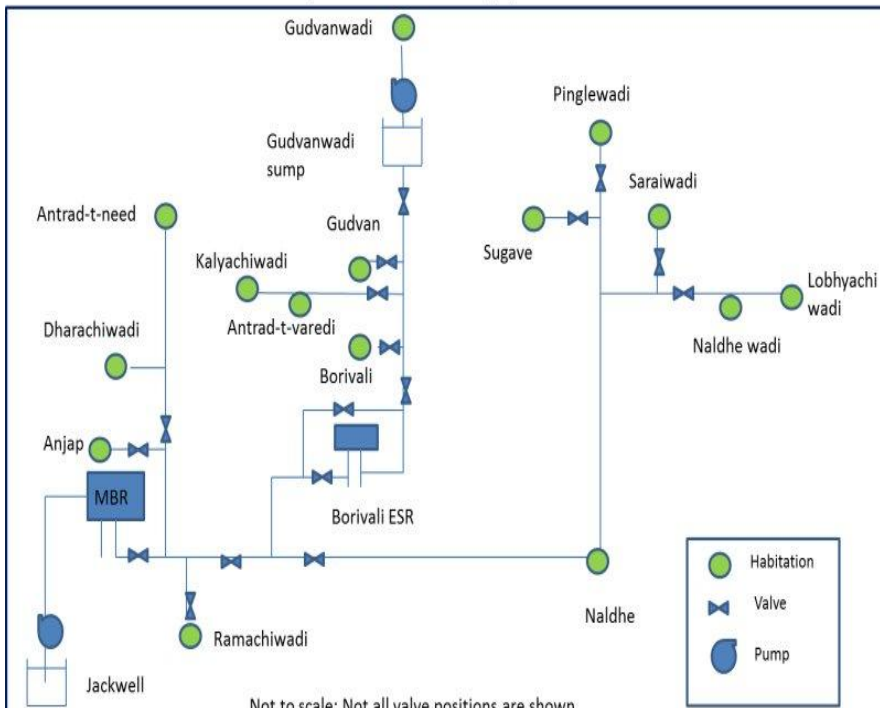 Gudvanwadi
Pinglewadi
Gudvanwadi
sump
Saraiwadi
Antrad-t-need
Gudvan
Sugave
Kalyachiwadi
Lobhyachi
wadi
Antrad-t-varedi
Dharachiwadi
Naldhe wadi
Borivali
Anjap
MBR
Borivali ESR
Habitation
Naldhe
Valve
Ramachiwadi
Pump
Jackwell
Not to scale: Not all valve positions are shown